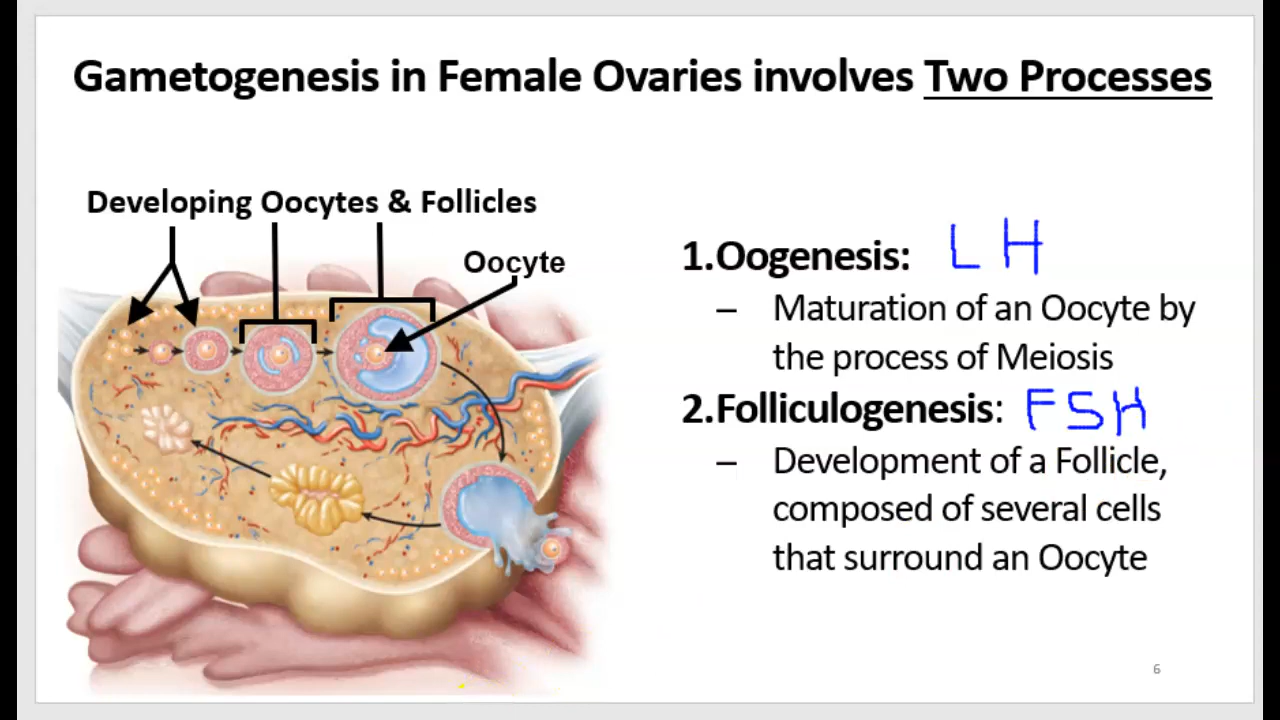 Gametogenesis in Female Ovaries involves Two Processes
Developing Oocytes & Follicles
Oocyte
1.Oogenesis: LH
– Maturation of an Oocyte by
the process of Meiosis
2.Folliculogenesis: FSH
– Development of a Follicle,
composed of several cells
that surround an Oocyte
6